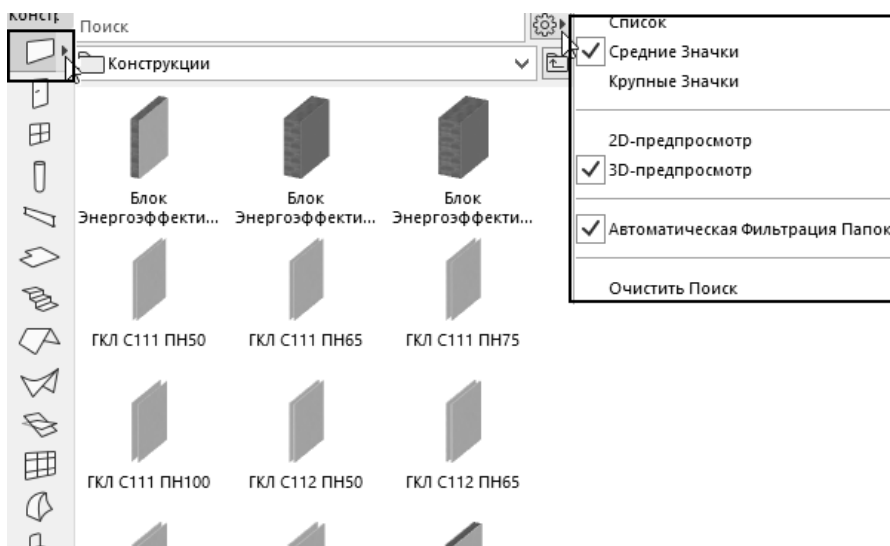 Констр
Поиск
Конструкции
Блок
Энергоэффекти...
Блок
Энергоэффекти...
Блок
Энергоэффекти...
ГКЛ С111 ПН50
ГКЛ С111 ПН65
ГКЛ С111 ПН75
ГКЛ С111 ПН100
ГКЛ С112 ПН50
ГКЛ С112 ПН65
Список
Средние Значки
Крупные Значки
2D-предпросмотр
3D-предпросмотр
Автоматическая Фильтрация Папок
Очистить Поиск